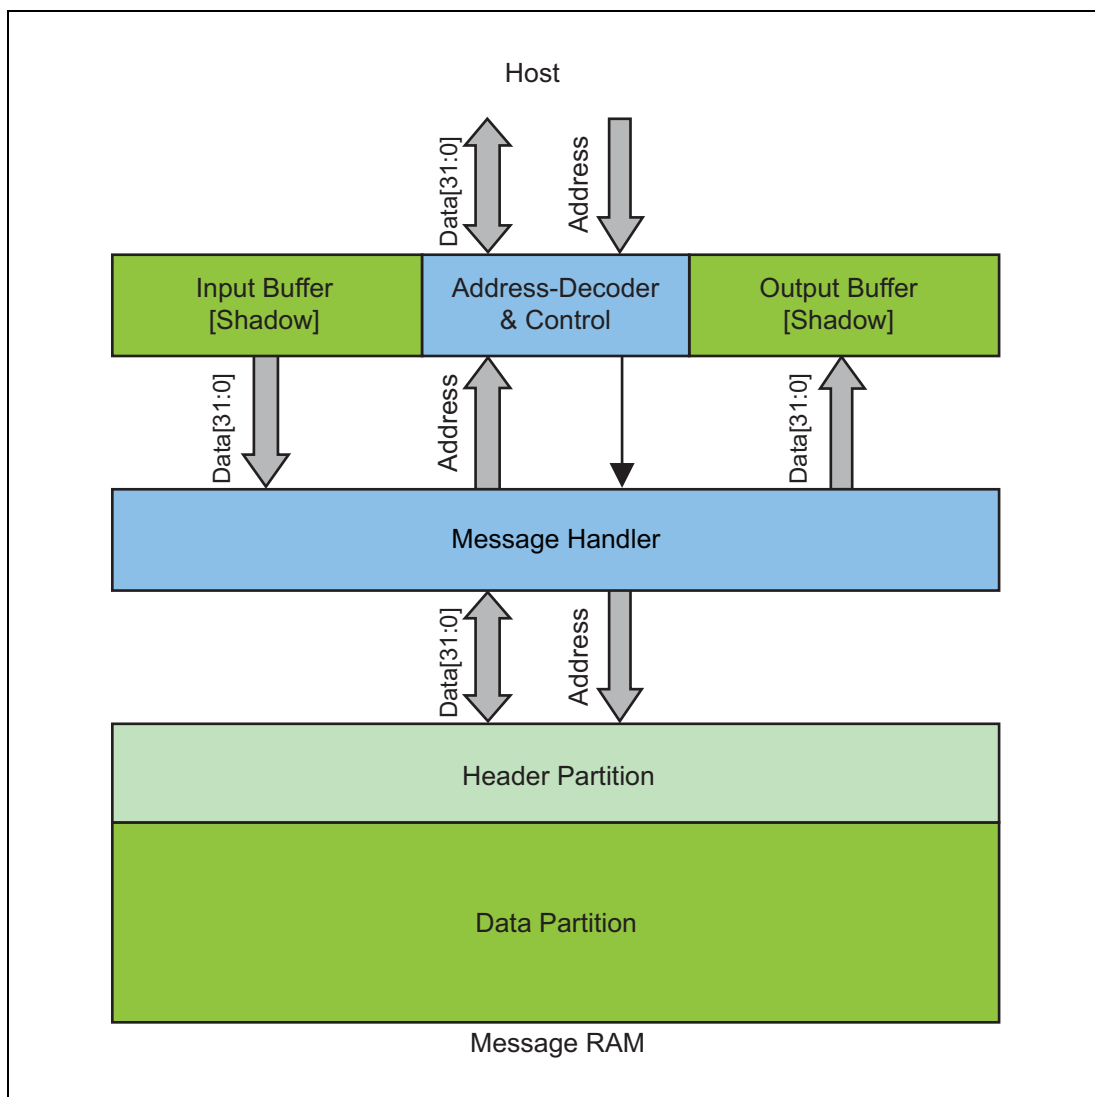 Host
Data[31:0]
Address
Input Buffer
[Shadow]
Address-Decoder
& Control
Output Buffer
[Shadow]
Data[31:0]
Address
Data[31:0]
Message Handler
Data[31:0]
Address
Header Partition
Data Partition
Message RAM